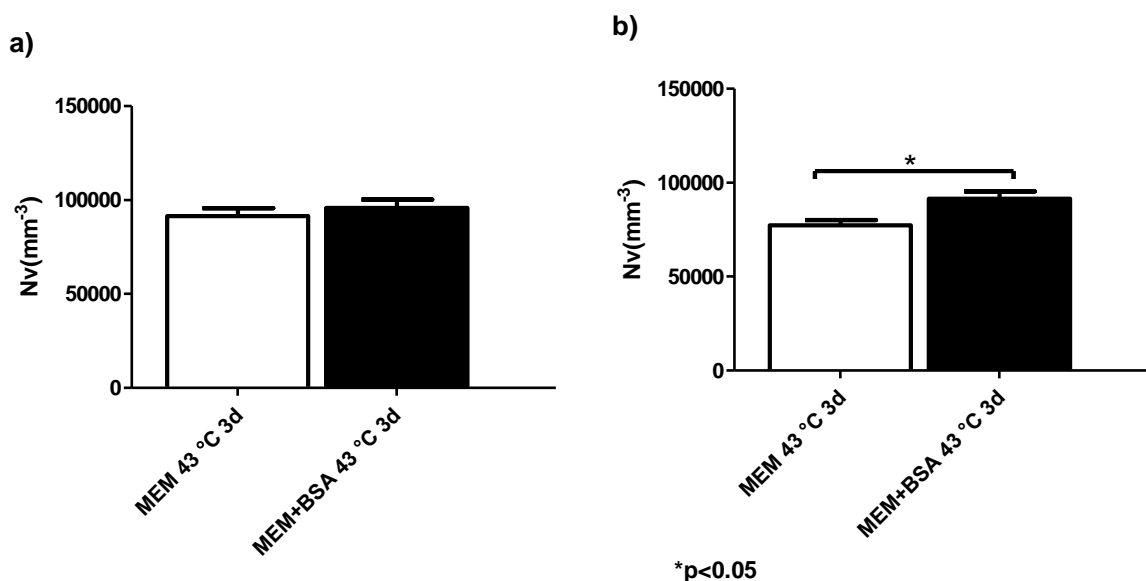 a)
150000
100000
50000
0
Nv(mm⁻³)
MEM 43 °C 3d
MEM+BSA 43 °C 3d
b)
150000
100000
50000
0
Nv(mm⁻³)
*
MEM 43 °C 3d
MEM+BSA 43 °C 3d
*p<0.05